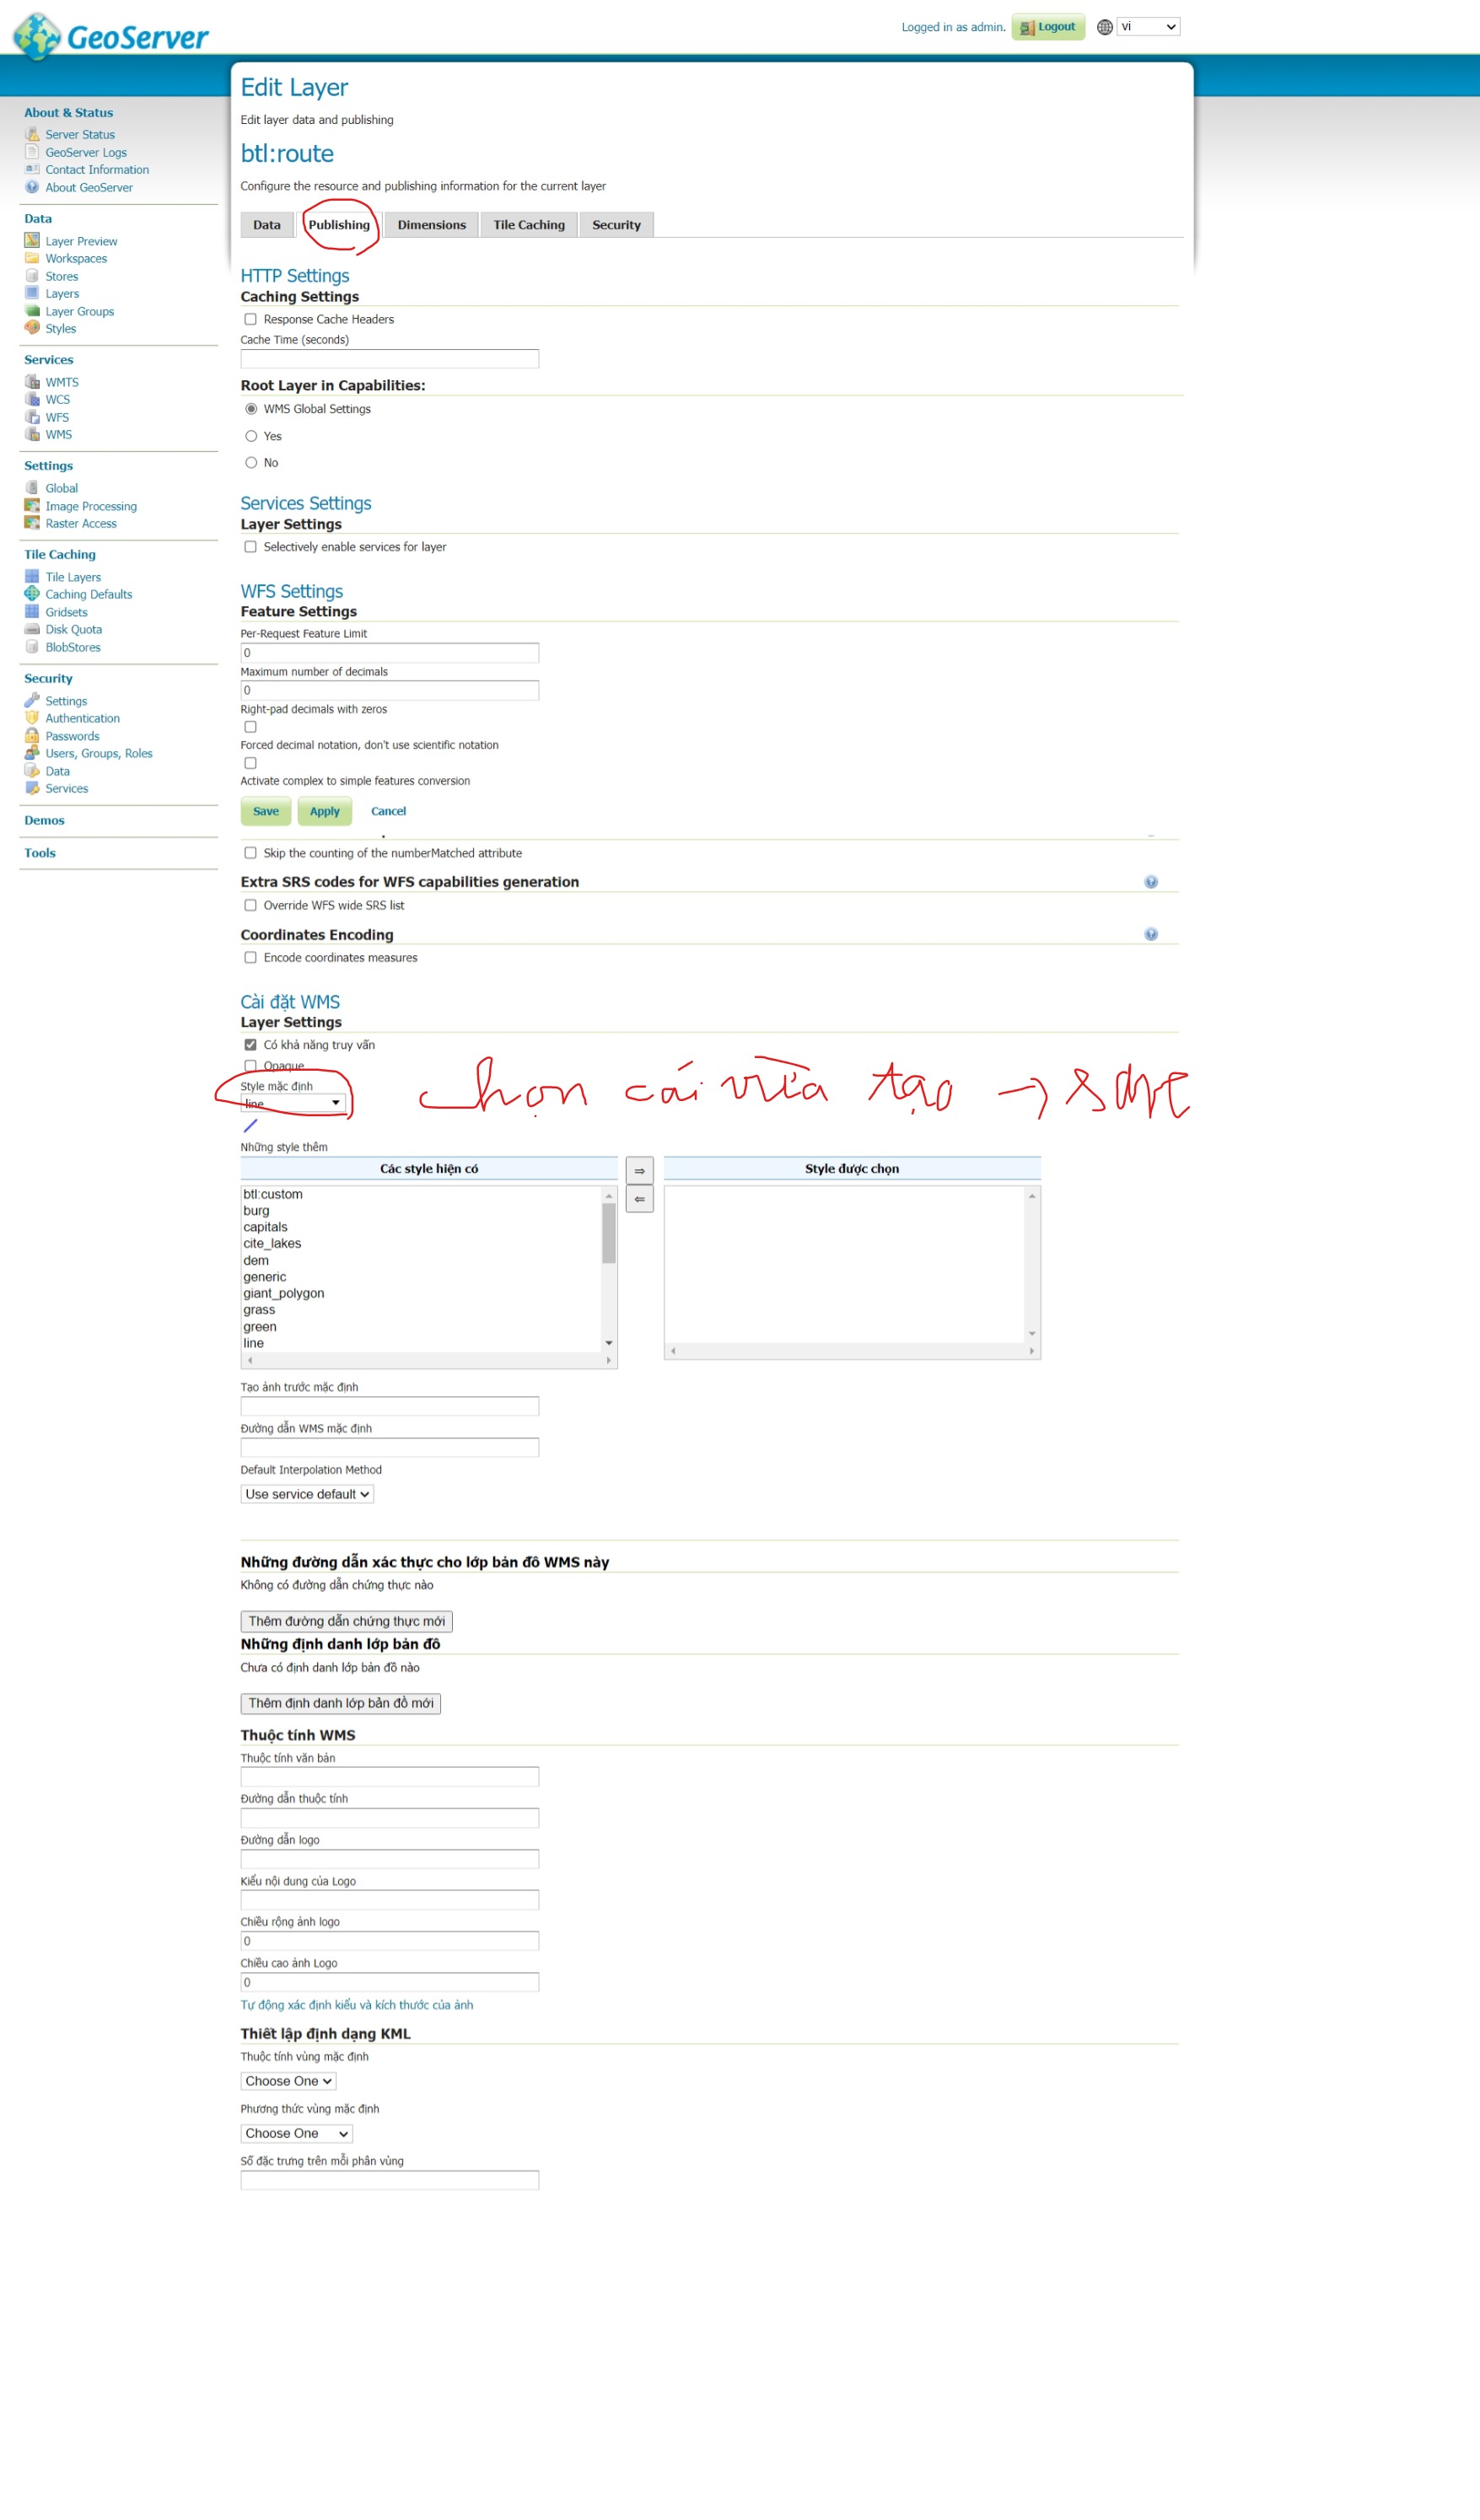 GeoServer
Logged in as admin. Logout vi
About & Status
Server Status
GeoServer Logs
Contact Information
About GeoServer
Data
Layer Preview
Workspaces
Stores
Layers
Layer Groups
Styles
Services
WMTS
WCS
WFS
WMS
Settings
Global
Image Processing
Raster Access
Tile Caching
Tile Layers
Caching Defaults
Gridsets
Disk Quota
BlobStores
Security
Settings
Authentication
Passwords
Users, Groups, Roles
Data
Services
Demos
Tools
Edit Layer
Edit layer data and publishing
btl:route
Configure the resource and publishing information for the current layer
Data Publishing Dimensions Tile Caching Security
HTTP Settings
Caching Settings
Response Cache Headers
Cache Time (seconds)
Root Layer in Capabilities:
WMS Global Settings
Yes
No
Services Settings
Layer Settings
Selectively enable services for layer
WFS Settings
Feature Settings
Per-Request Feature Limit
0
Maximum number of decimals
0
Right-pad decimals with zeros
Forced decimal notation, don't use scientific notation
Activate complex to simple features conversion
Save Apply Cancel
Skip the counting of the numberMatched attribute
Extra SRS codes for WFS capabilities generation
Override WFS wide SRS list
Coordinates Encoding
Encode coordinates measures
Cài đặt WMS
Layer Settings
Có khả năng truy vấn
Opaque
Style mặc định
line
chọn cái vừa tạo →
Những style thêm
Các style hiện có ⇒ Style được chọn
⇐
btl:custom
burg
capitals
cite_lakes
dem
generic
giant_polygon
grass
green
line
Tạo ảnh trước mặc định
Đường dẫn WMS mặc định
Default Interpolation Method
Use service default
Những đường dẫn xác thực cho lớp bản đồ WMS này
Không có đường dẫn chứng thực nào
Thêm đường dẫn chứng thực mới
Những định danh lớp bản đồ
Chưa có định danh lớp bản đồ nào
Thêm định danh lớp bản đồ mới
Thuộc tính WMS
Thuộc tính văn bản
Đường dẫn thuộc tính
Đường dẫn logo
Kiểu nội dung của Logo
Chiều rộng ảnh logo
0
Chiều cao ảnh Logo
0
Tự động xác định kiểu và kích thước của ảnh
Thiết lập định dạng KML
Thuộc tính vùng mặc định
Choose One
Phương thức vùng mặc định
Choose One
Số đặc trưng trên mỗi phân vùng